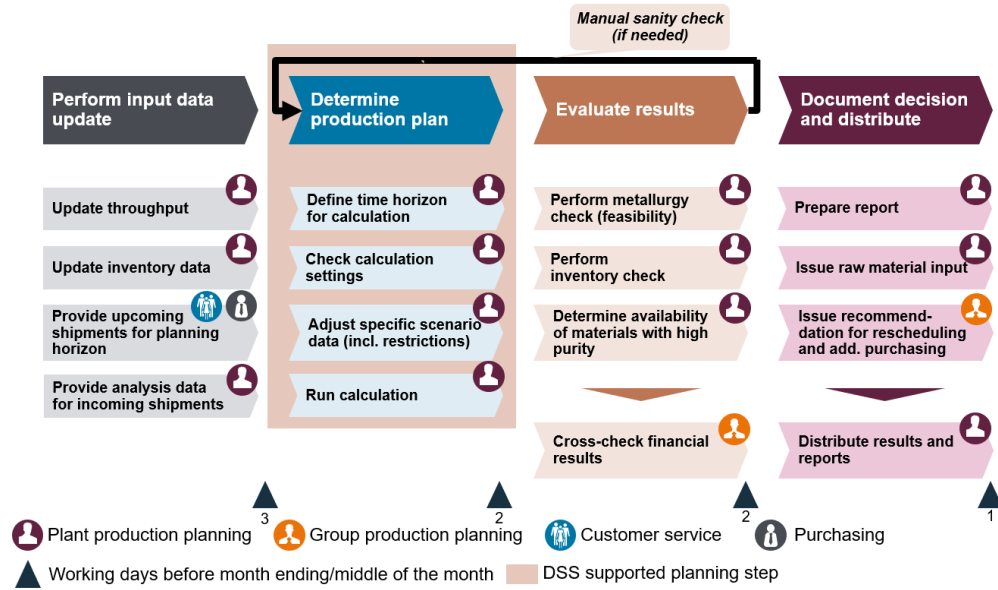 Manual sanity check
(if needed)
Perform input data
update
Determine
production plan
Evaluate results
Document decision
and distribute
Update throughput
Update inventory data
Provide upcoming
shipments for planning
horizon
Provide analysis data
for incoming shipments
Define time horizon
for calculation
Check calculation
settings
Adjust specific scenario
data (incl. restrictions)
Run calculation
Perform metallurgy
check (feasibility)
Perform
inventory check
Determine availability
of materials with high
purity
Cross-check financial
results
Prepare report
Issue raw material input
Issue recommen-
dation for rescheduling
and add. purchasing
Distribute results and
reports
3
2
2
1
Plant production planning
Group production planning
Customer service
Purchasing
Working days before month ending/middle of the month
DSS supported planning step